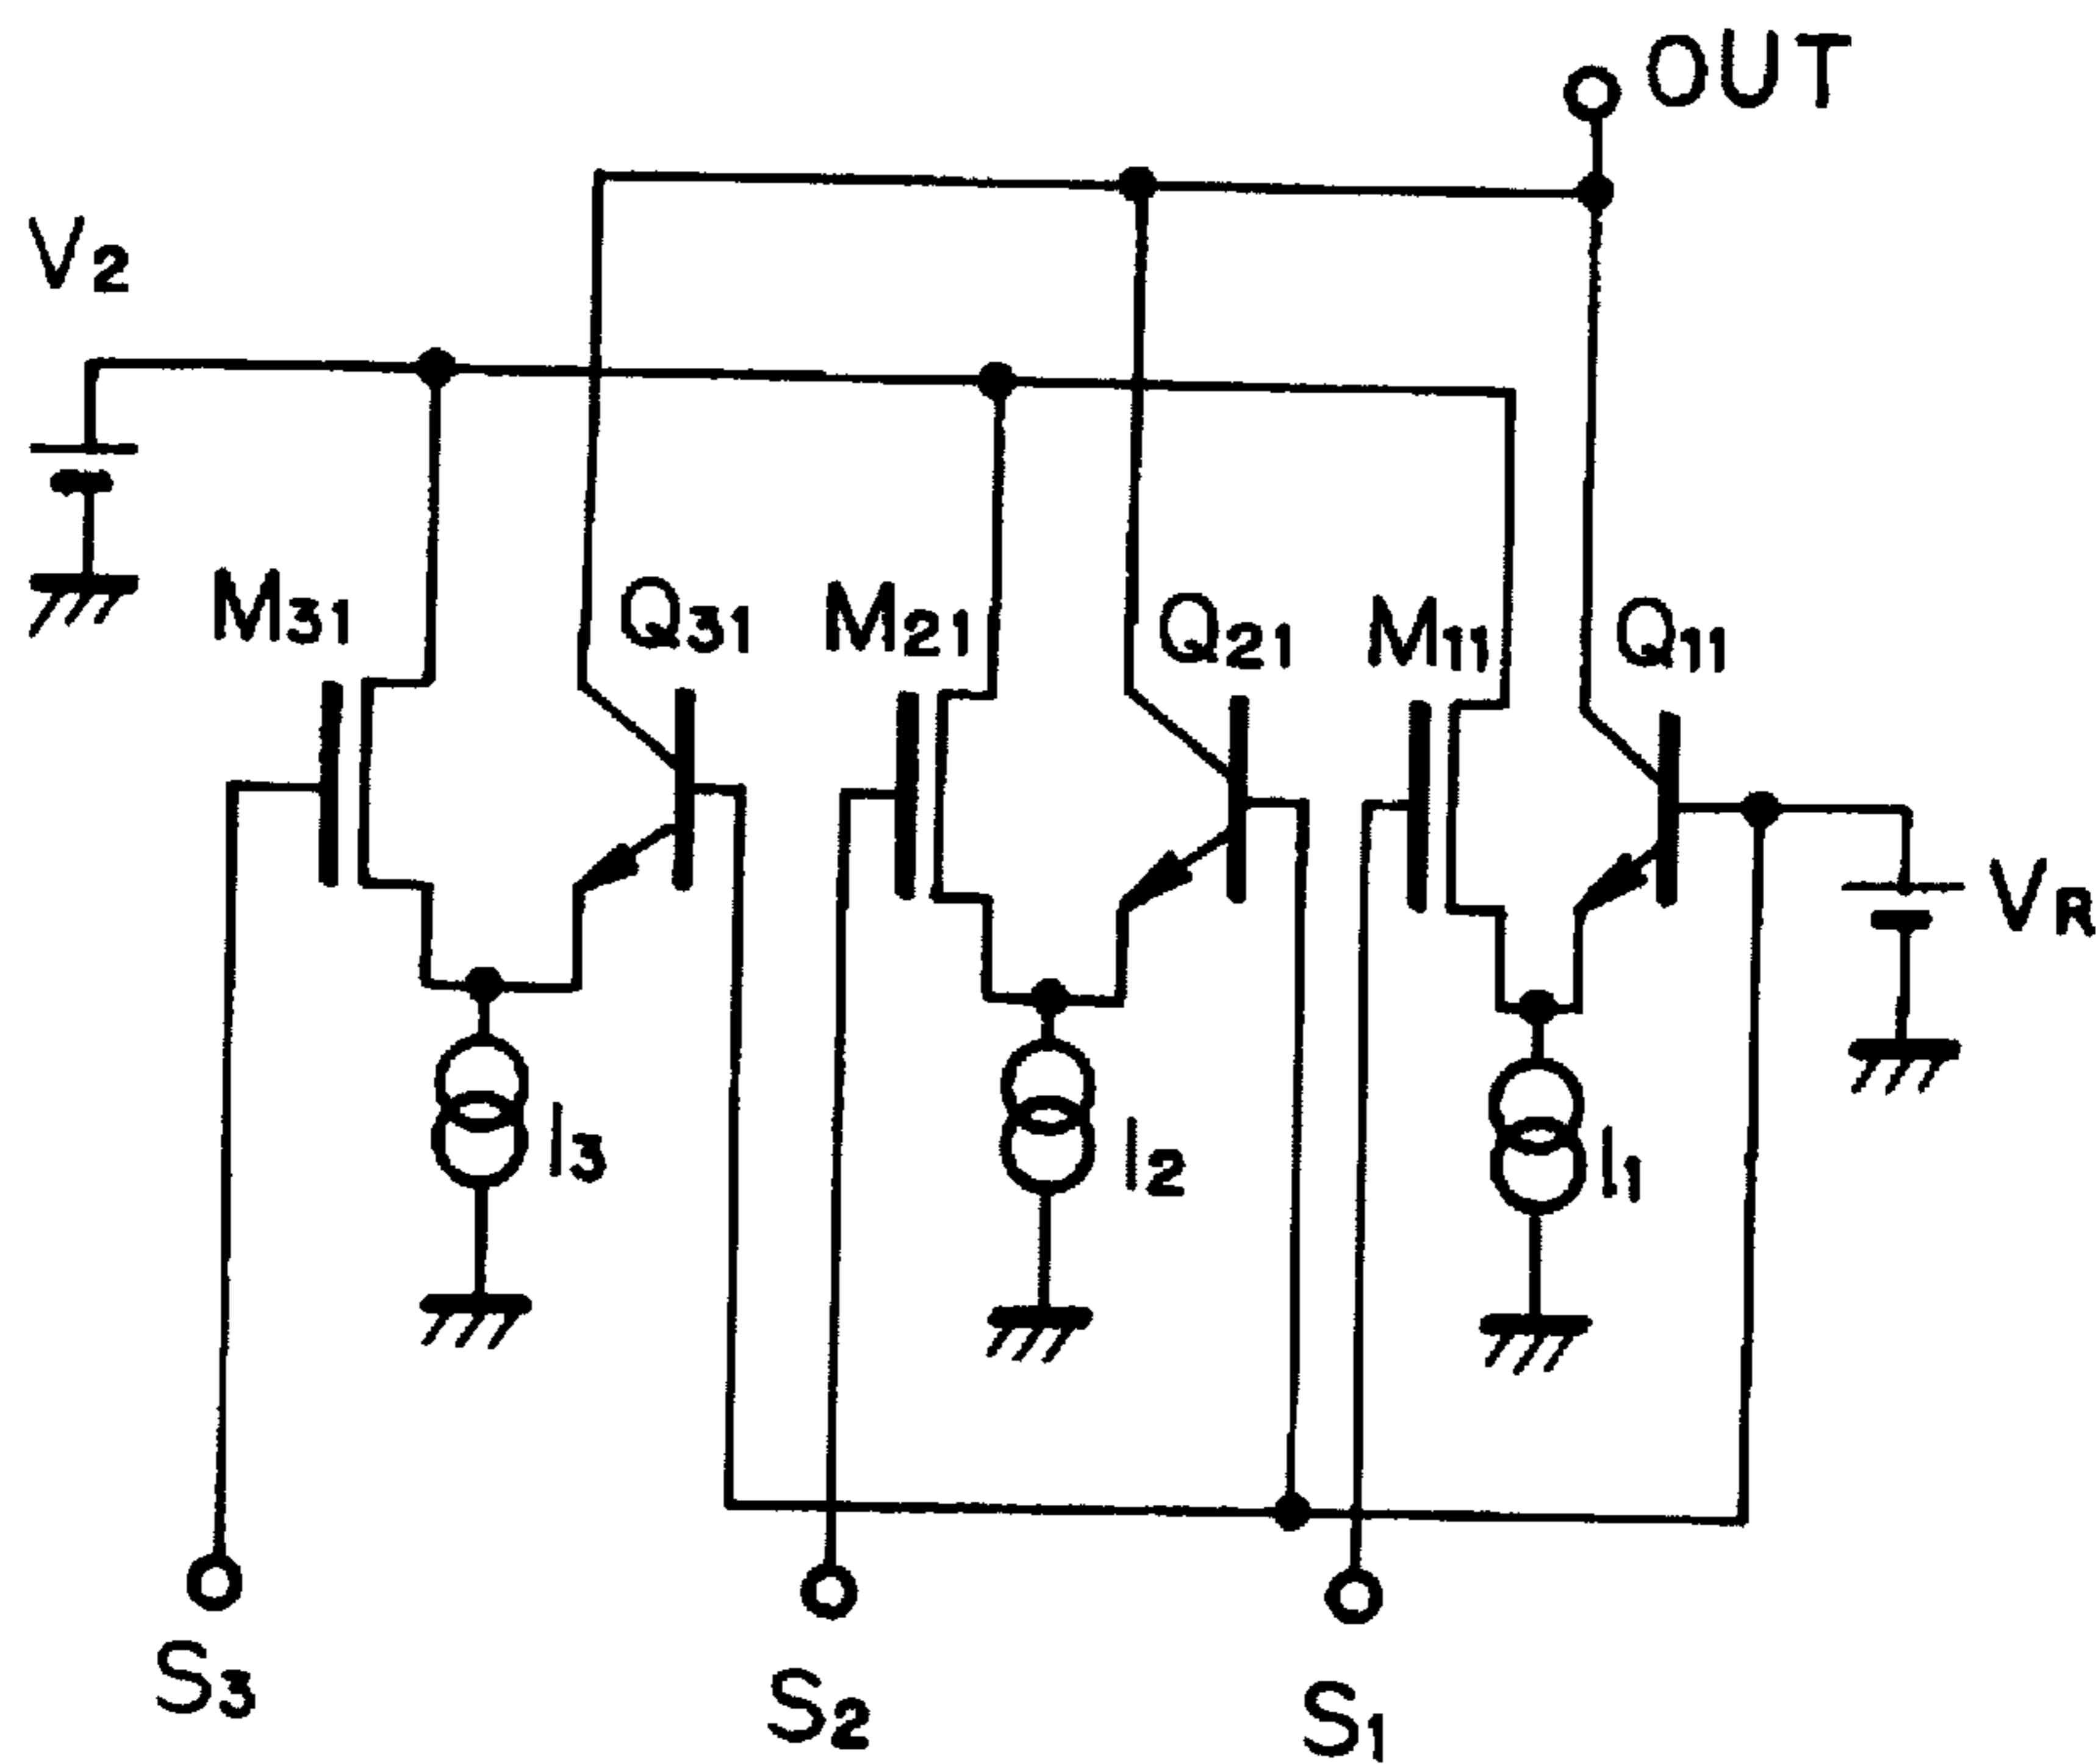 OUT
V2
M31 Q31 M21 Q21 M11 Q11
VR
I3 I2 I1
S3 S2 S1